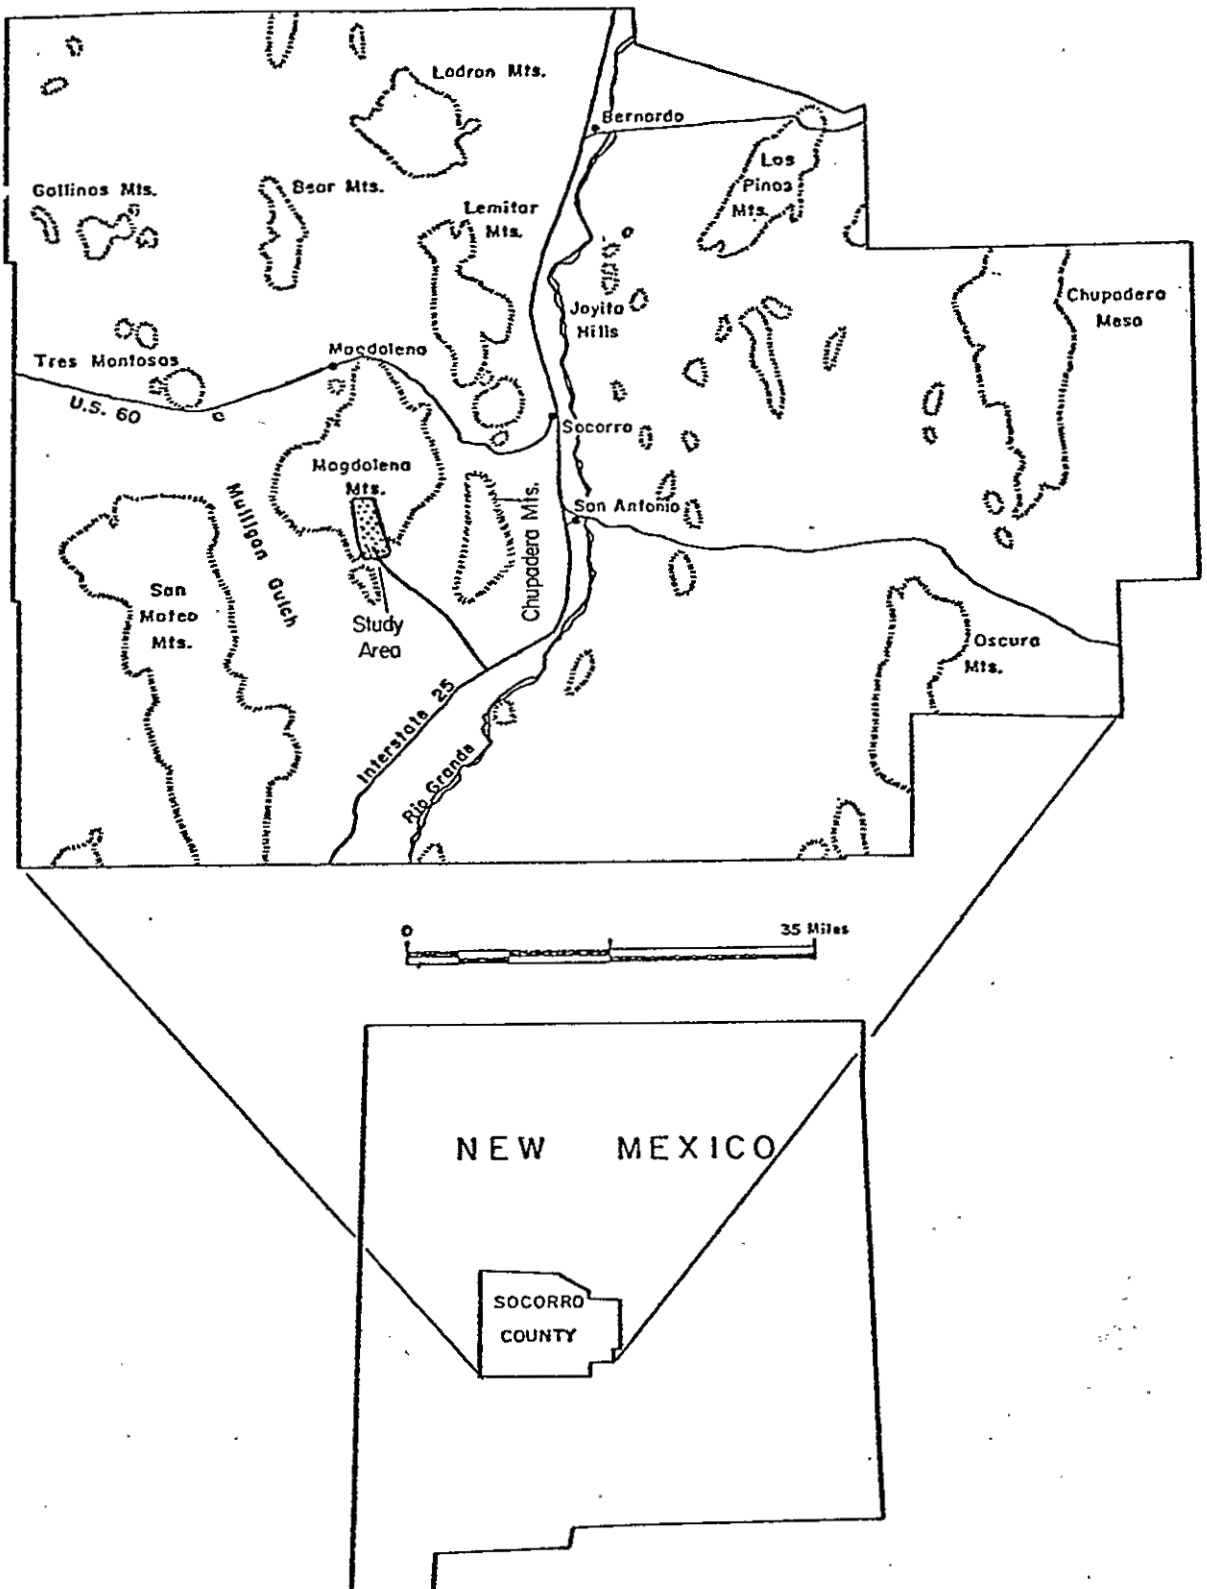 Ladron Mts.
Bernardo
Los
Pinos
Mts.
Gallinas Mts.
Bear Mts.
Lemitar
Mts.
Joyita
Hills
Chupadera
Mesa
Tres Montosas
Magdalena
U.S. 60
Socorro
Magdalena
Mts.
Mulligan Gulch
Chupadera Mts.
San Antonio
San
Mateo
Mts.
Study
Area
Oscura
Mts.
Interstate 25
Rio Grande
0
35 Miles
NEW MEXICO
SOCORRO
COUNTY